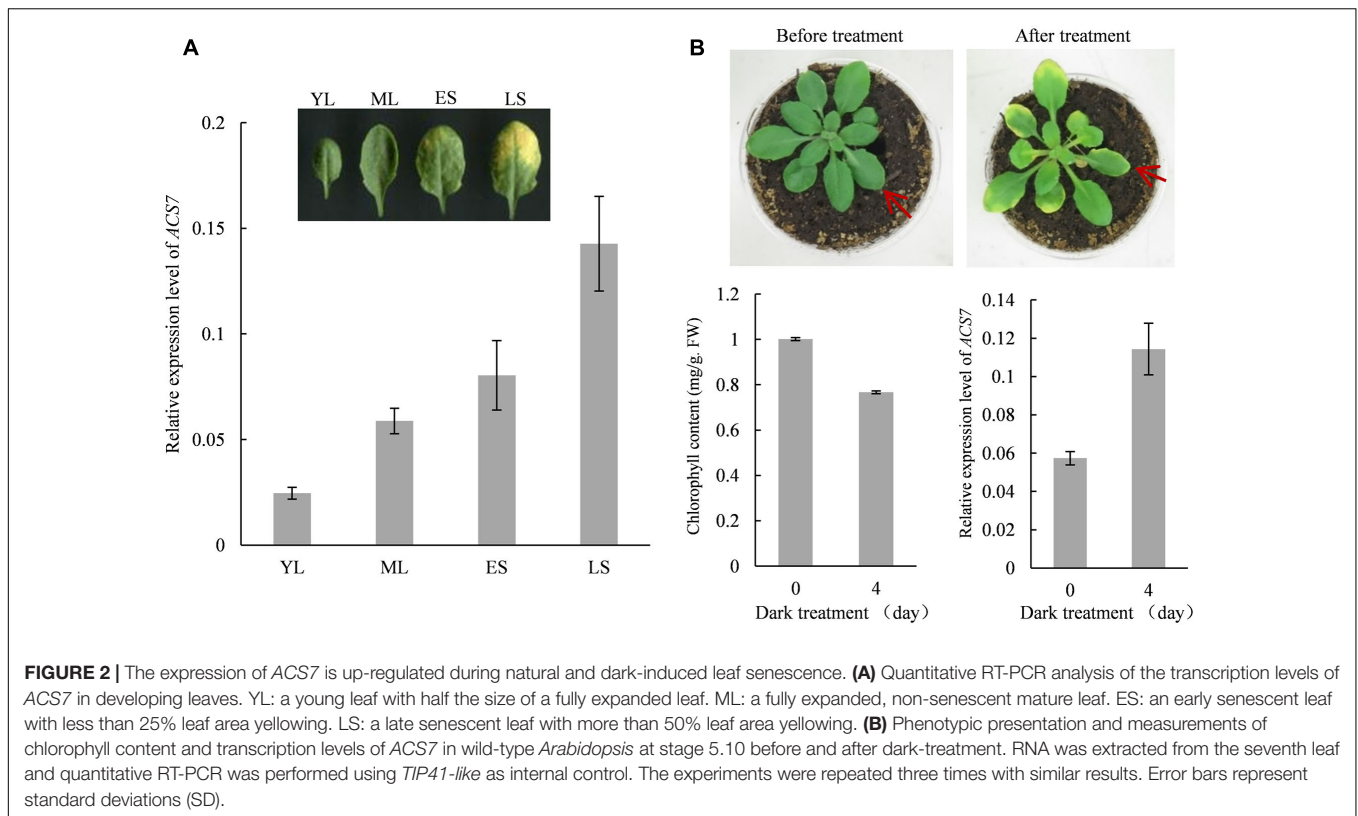 A
YL ML ES LS
0.2
0.15
0.1
0.05
0
Relative expression level of ACS7
YL ML ES LS
B
Before treatment After treatment
1.2
1
0.8
0.6
0.4
0.2
0
Chlorophyll content (mg/g. FW)
0 4
Dark treatment （day）
0.14
0.12
0.1
0.08
0.06
0.04
0.02
0
Relative expression level of ACS7
0 4
Dark treatment （day）
FIGURE 2 | The expression of ACS7 is up-regulated during natural and dark-induced leaf senescence. (A) Quantitative RT-PCR analysis of the transcription levels of
ACS7 in developing leaves. YL: a young leaf with half the size of a fully expanded leaf. ML: a fully expanded, non-senescent mature leaf. ES: an early senescent leaf
with less than 25% leaf area yellowing. LS: a late senescent leaf with more than 50% leaf area yellowing. (B) Phenotypic presentation and measurements of
chlorophyll content and transcription levels of ACS7 in wild-type Arabidopsis at stage 5.10 before and after dark-treatment. RNA was extracted from the seventh leaf
and quantitative RT-PCR was performed using TIP41-like as internal control. The experiments were repeated three times with similar results. Error bars represent
standard deviations (SD).